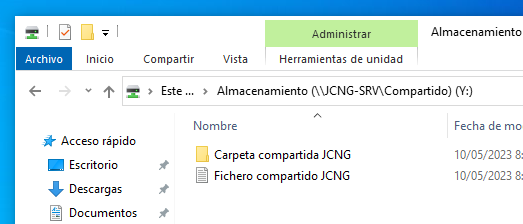 Administrar
Almacenamiento
Archivo Inicio Compartir Vista Herramientas de unidad
Este ... Almacenamiento (\\JCNG-SRV\Compartido) (Y:)
Nombre Fecha de mo
Acceso rápido
Carpeta compartida JCNG 10/05/2023 8:
Escritorio
Fichero compartido JCNG 10/05/2023 8:
Descargas
Documentos